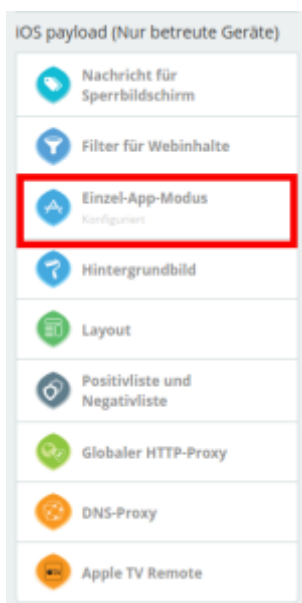 iOS payload (Nur betreute Geräte)
Nachricht für
Sperrbildschirm
Filter für Webinhalte
Einzel-App-Modus
Konfiguriert
Hintergrundbild
Layout
Positivliste und
Negativliste
Globaler HTTP-Proxy
DNS-Proxy
Apple TV Remote